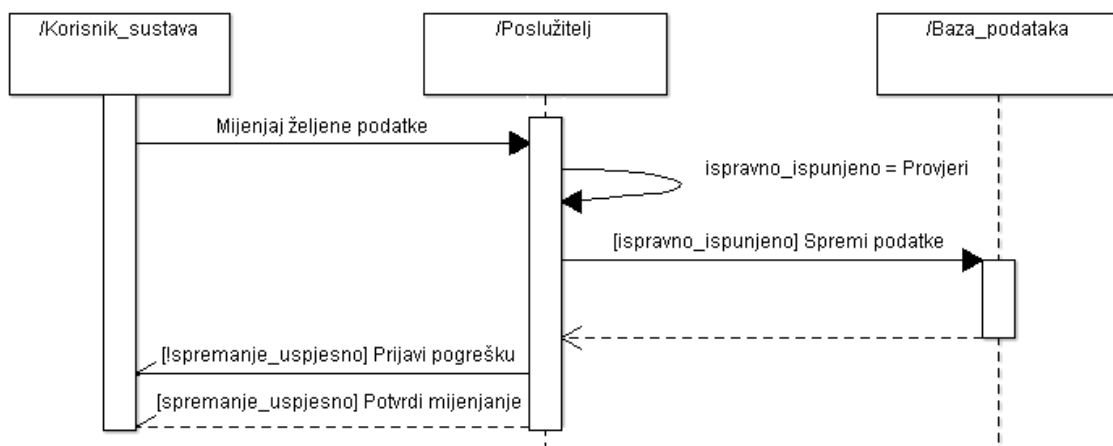 /Korisnik_sustava
/Poslužitelj
/Baza_podataka
Mijenjaj željene podatke
ispravno_ispunjeno = Provjeri
[ispravno_ispunjeno] Spremi podatke
[!spremanje_uspjesno] Prijavi pogrešku
[spremanje_uspjesno] Potvrdi mijenjanje